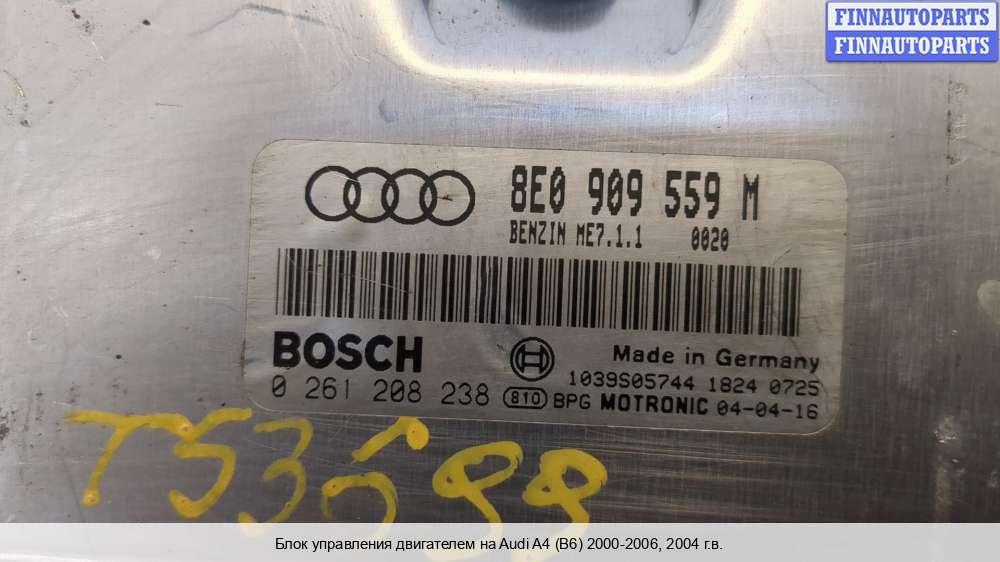 FINNAUTOPARTS
FINNAUTOPARTS
8E0 909 559 M
BENZIN ME7.1.1 0020
BOSCH
Made in Germany
1039S05744 1824 0725
0 261 208 238 810 BPG MOTRONIC 04-04-16
Блок управления двигателем на Audi A4 (B6) 2000-2006, 2004 г.в.